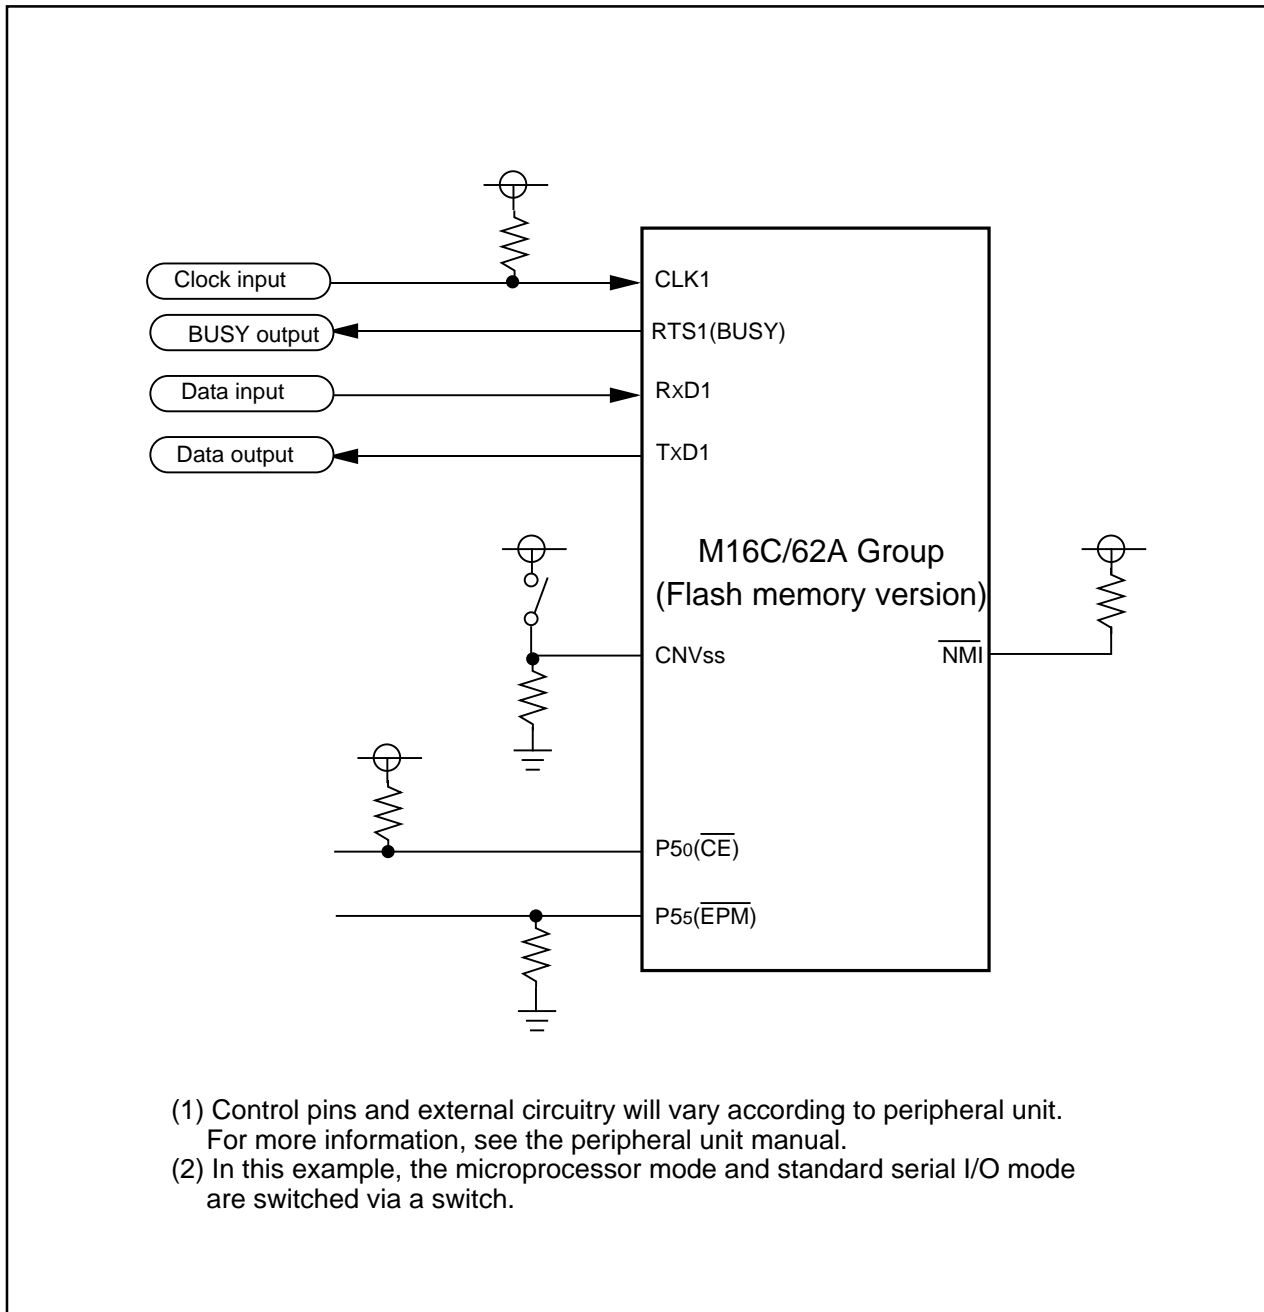 Clock input
CLK1
BUSY output
RTS1(BUSY)
Data input
RxD1
Data output
TxD1
M16C/62A Group
(Flash memory version)
CNVss
NMI
P50(CE)
P55(EPM)
(1) Control pins and external circuitry will vary according to peripheral unit.
For more information, see the peripheral unit manual.
(2) In this example, the microprocessor mode and standard serial I/O mode
are switched via a switch.